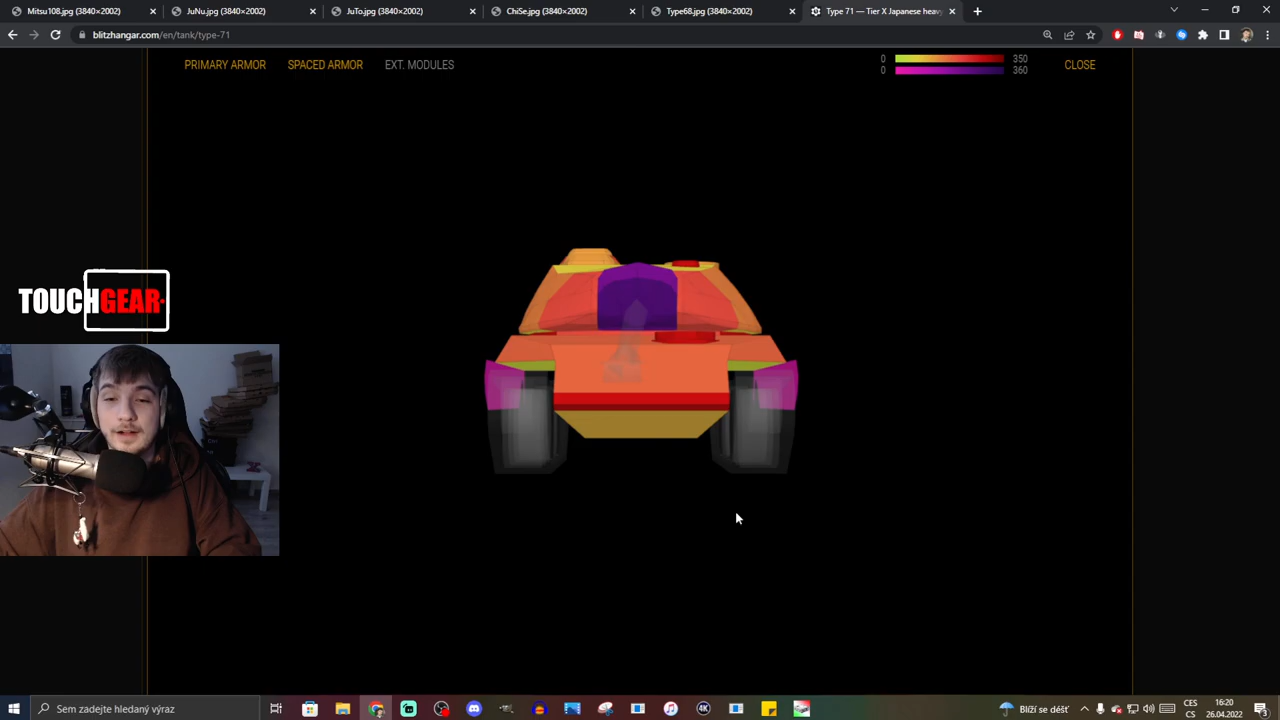 Mitsu108.jpg (3840×2002)
JuNu.jpg (3840×2002)
JuTo.jpg (3840×2002)
ChiSe.jpg (3840×2002)
Type68.jpg (3840×2002)
Type 71 — Tier X Japanese heav
blitzhangar.com/en/tank/type-71
PRIMARY ARMOR SPACED ARMOR EXT. MODULES
0 350
0 360
CLOSE
TOUCHGEAR
Sem zadejte hledaný výraz
Blíží se déšť
CES
CS
16:20
26.04.2022